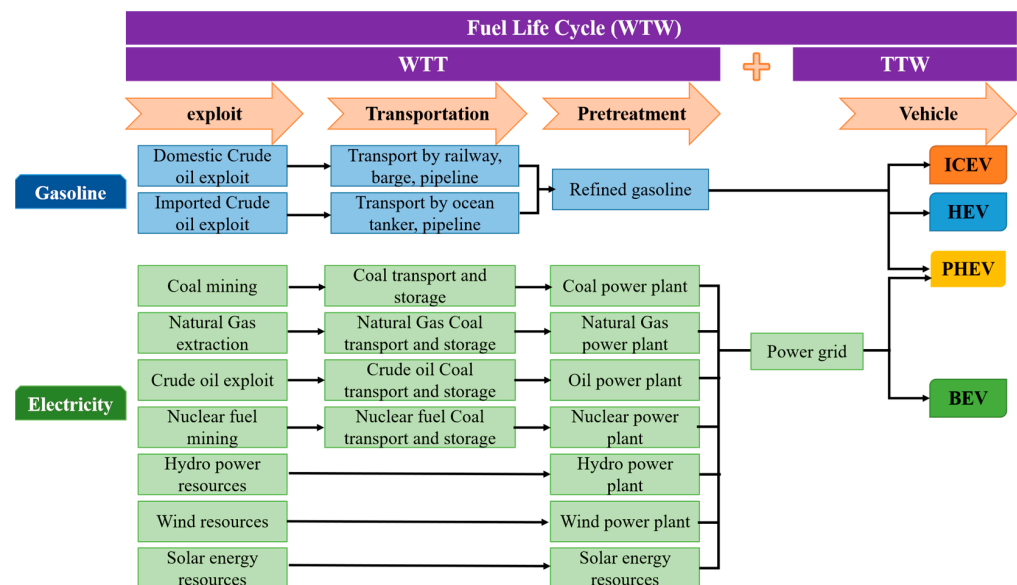 Fuel Life Cycle (WTW)
WTT
TTW
exploit
Transportation
Pretreatment
Vehicle
Gasoline
Domestic Crude
oil exploit
Transport by railway,
barge, pipeline
Refined gasoline
Imported Crude
oil exploit
Transport by ocean
tanker, pipeline
ICEV
HEV
PHEV
BEV
Electricity
Coal mining
Coal transport and
storage
Coal power plant
Natural Gas
extraction
Natural Gas Coal
transport and storage
Natural Gas
power plant
Crude oil exploit
Crude oil Coal
transport and storage
Oil power plant
Nuclear fuel
mining
Nuclear fuel Coal
transport and storage
Nuclear power
plant
Hydro power
resources
Hydro power
plant
Wind resources
Wind power plant
Solar energy
resources
Solar energy
resources
Power grid